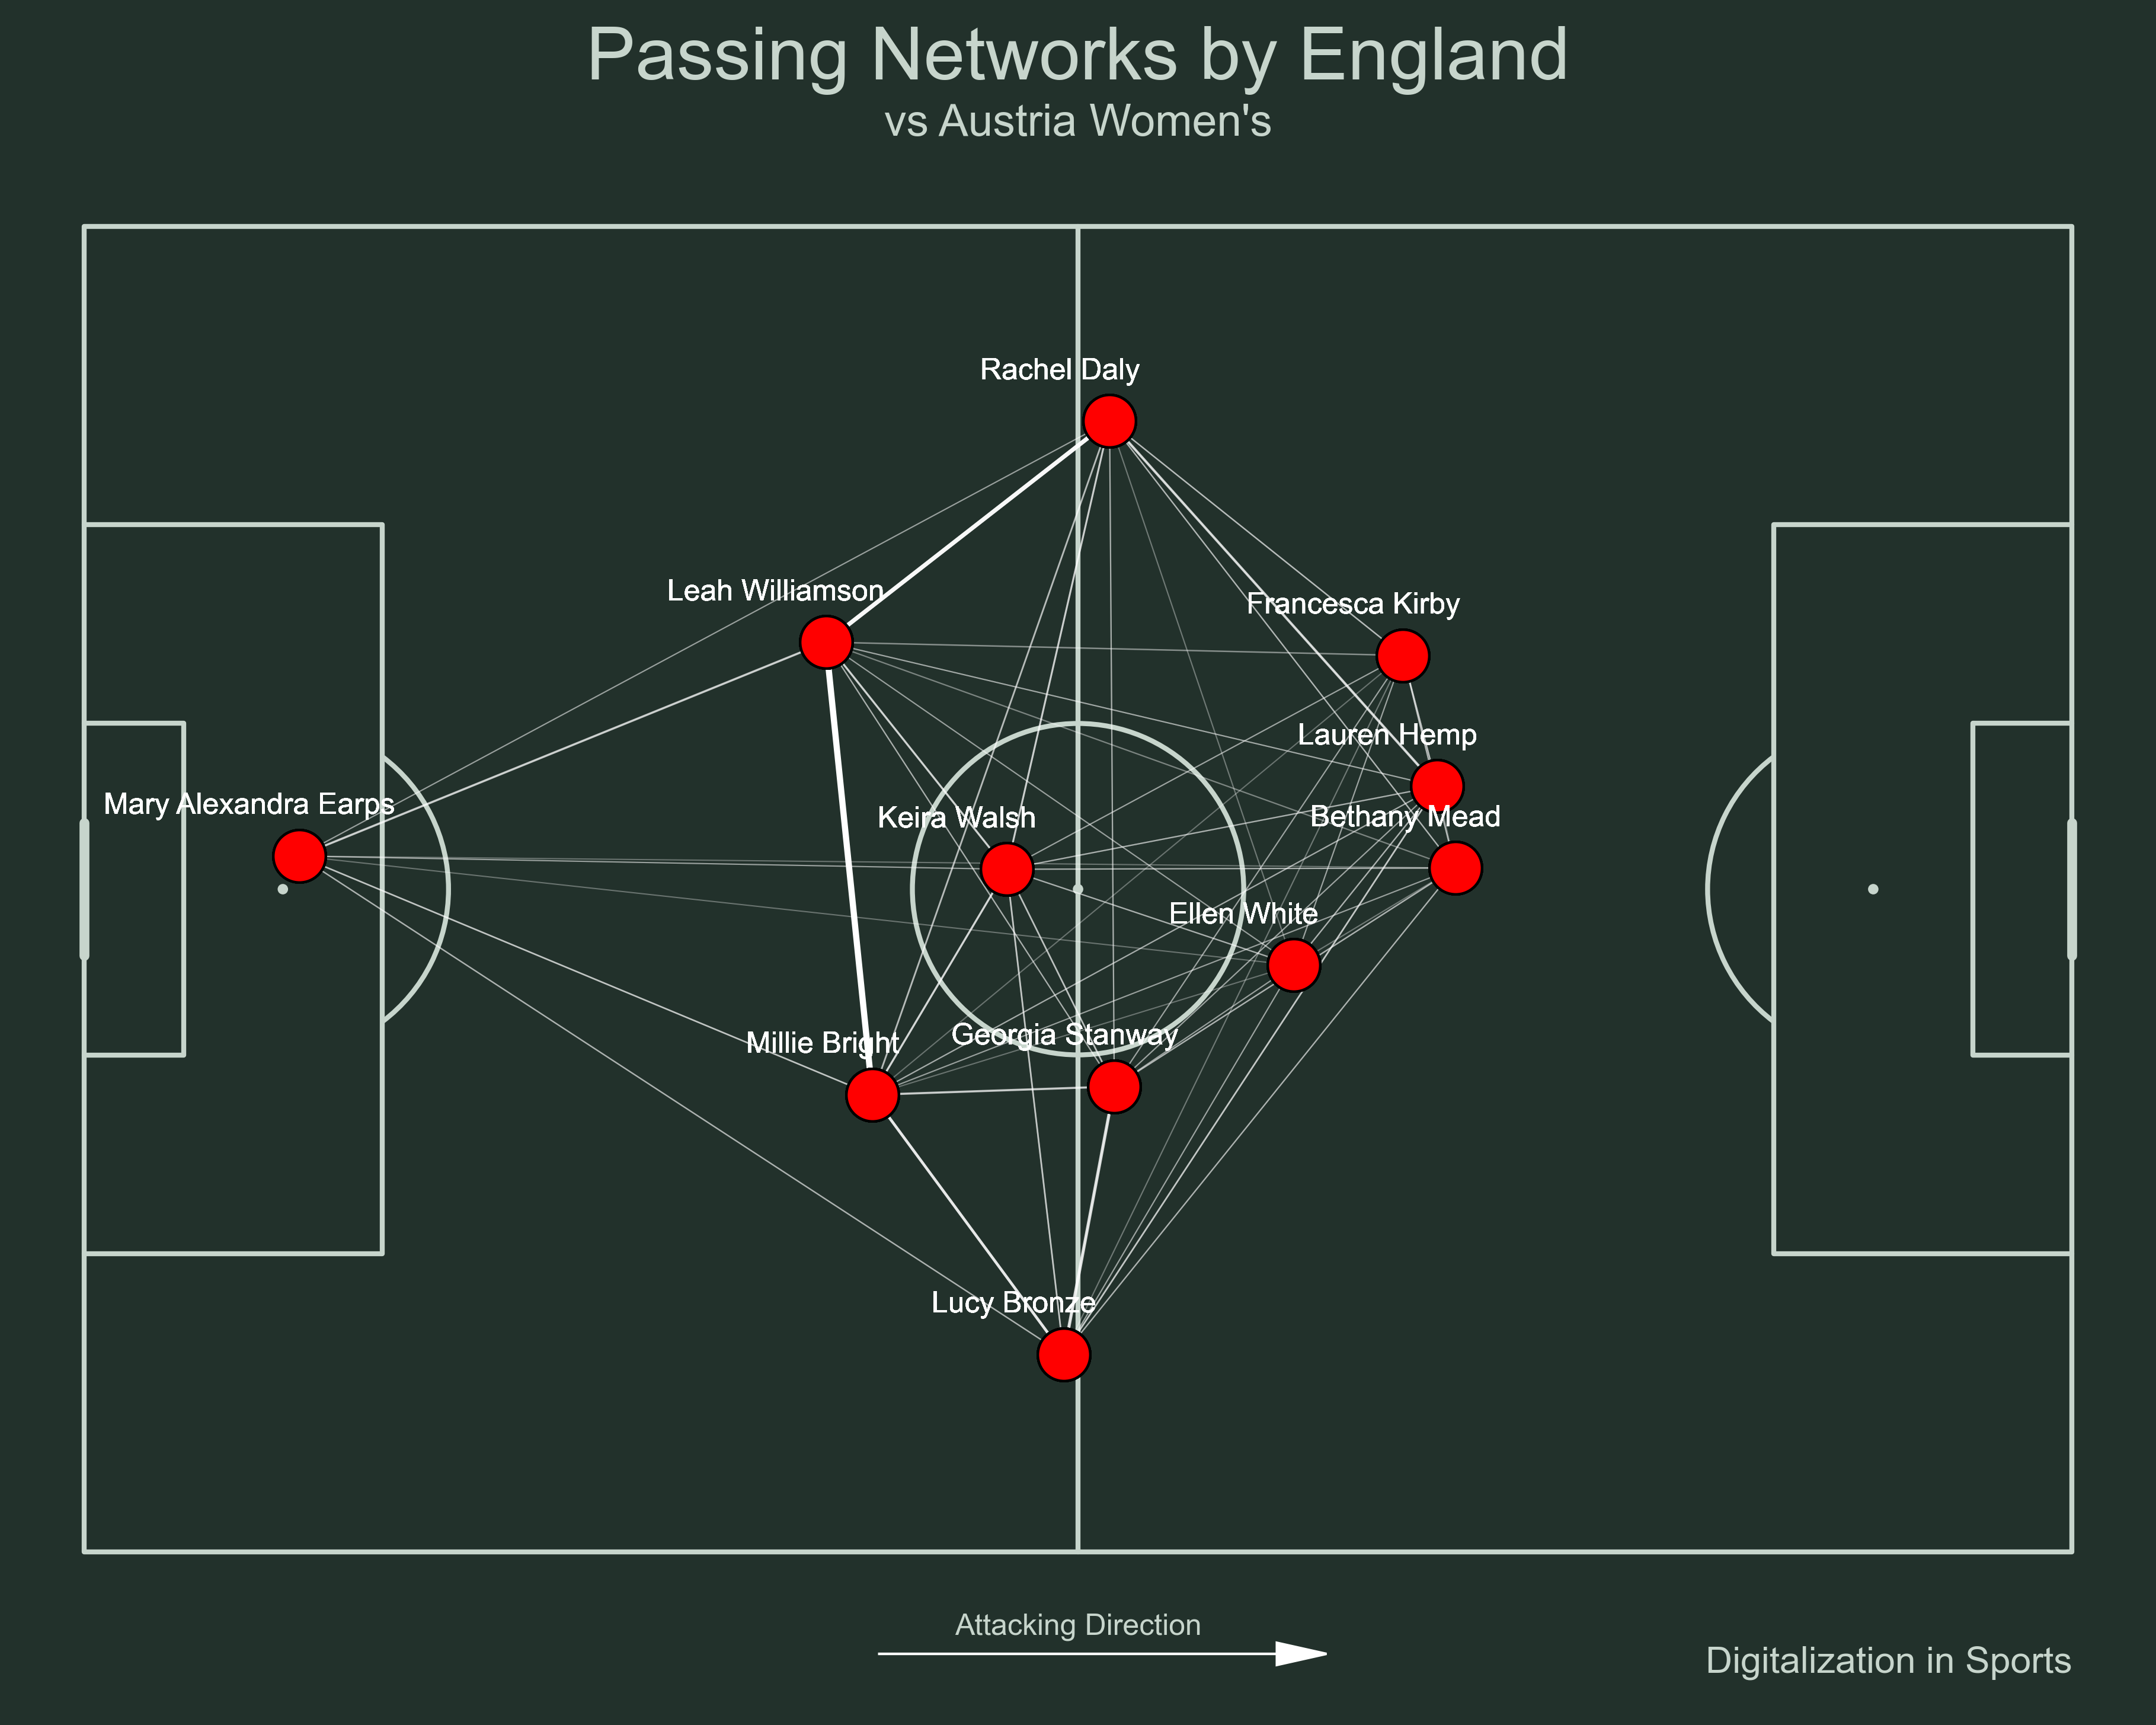 Passing Networks by England
vs Austria Women's
Rachel Daly
Leah Williamson
Francesca Kirby
Lauren Hemp
Mary Alexandra Earps
Keira Walsh
Bethany Mead
Ellen White
Millie Bright
Georgia Stanway
Lucy Bronze
Attacking Direction
Digitalization in Sports